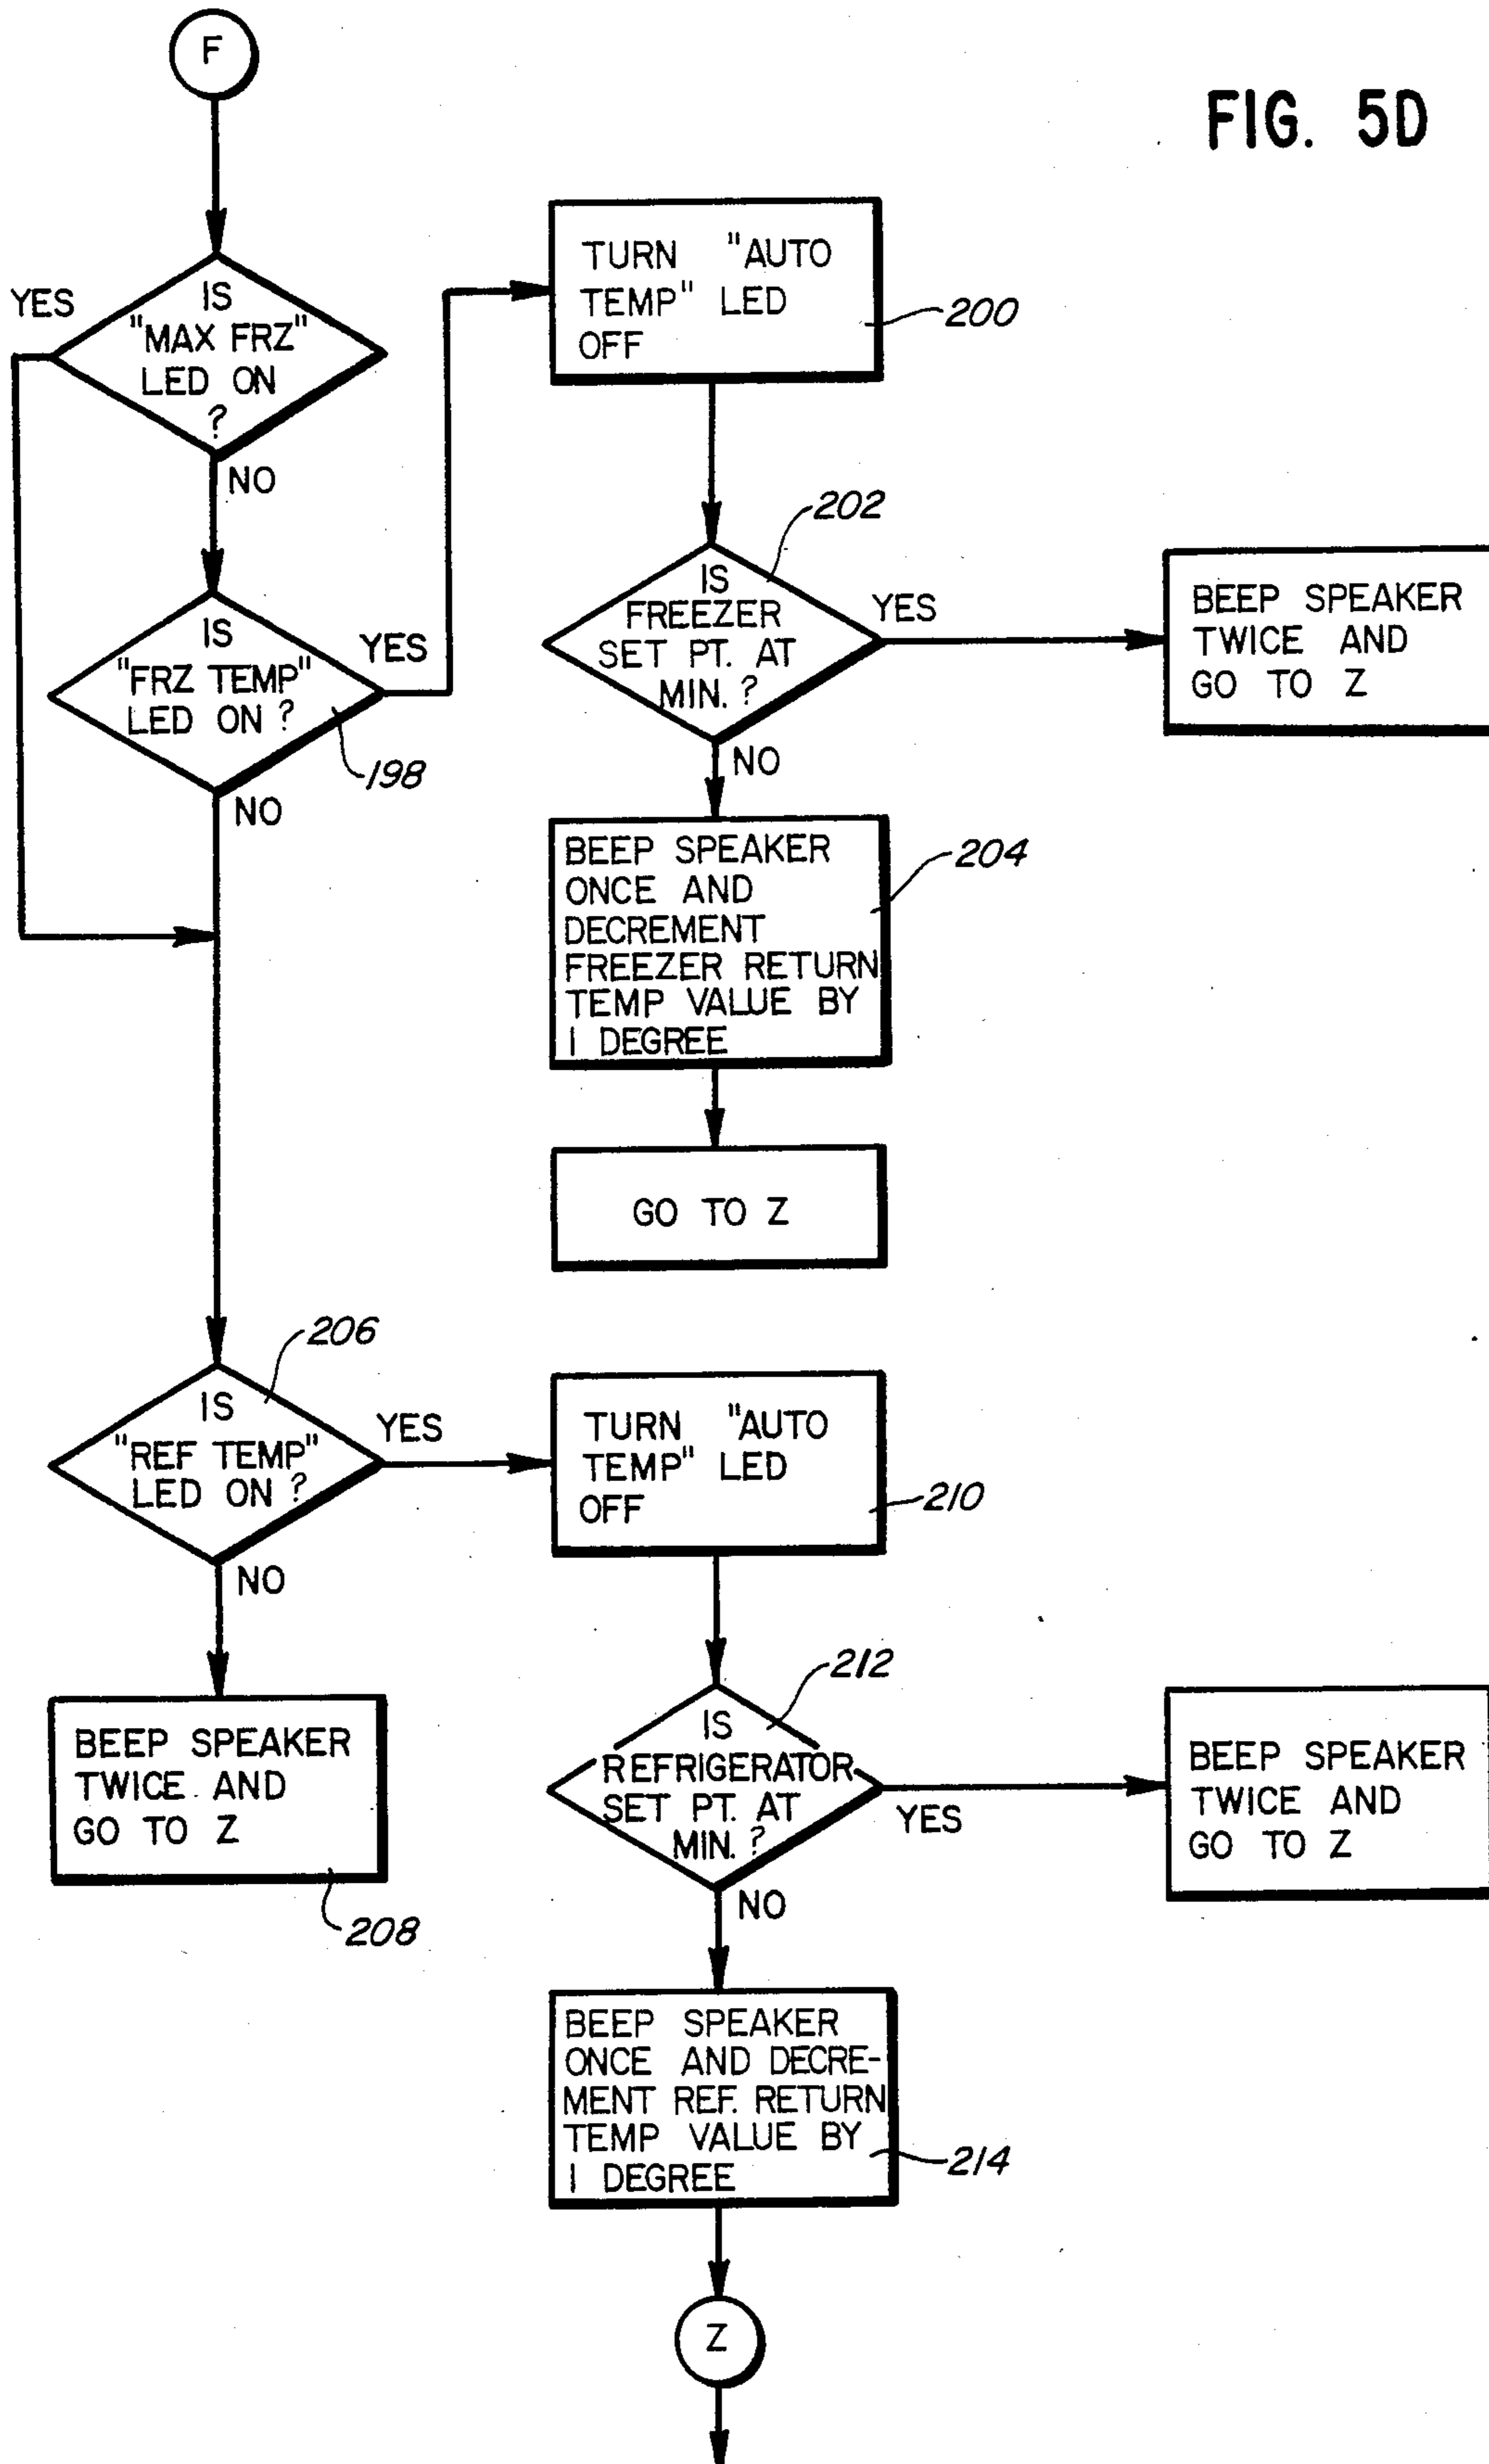 F
FIG. 5D
IS
"MAX FRZ"
LED ON
?
YES
NO
IS
"FRZ TEMP"
LED ON ?
YES
198
NO
TURN "AUTO
TEMP" LED
OFF
200
202
IS
FREEZER
SET PT. AT
MIN. ?
YES
NO
BEEP SPEAKER
TWICE AND
GO TO Z
BEEP SPEAKER
ONCE AND
DECREMENT
FREEZER RETURN
TEMP VALUE BY
1 DEGREE
204
GO TO Z
206
IS
"REF TEMP"
LED ON ?
YES
NO
BEEP SPEAKER
TWICE AND
GO TO Z
208
TURN "AUTO
TEMP" LED
OFF
210
212
IS
REFRIGERATOR
SET PT. AT
MIN. ?
YES
NO
BEEP SPEAKER
TWICE AND
GO TO Z
BEEP SPEAKER
ONCE AND DECRE-
MENT REF. RETURN
TEMP VALUE BY
1 DEGREE
214
Z